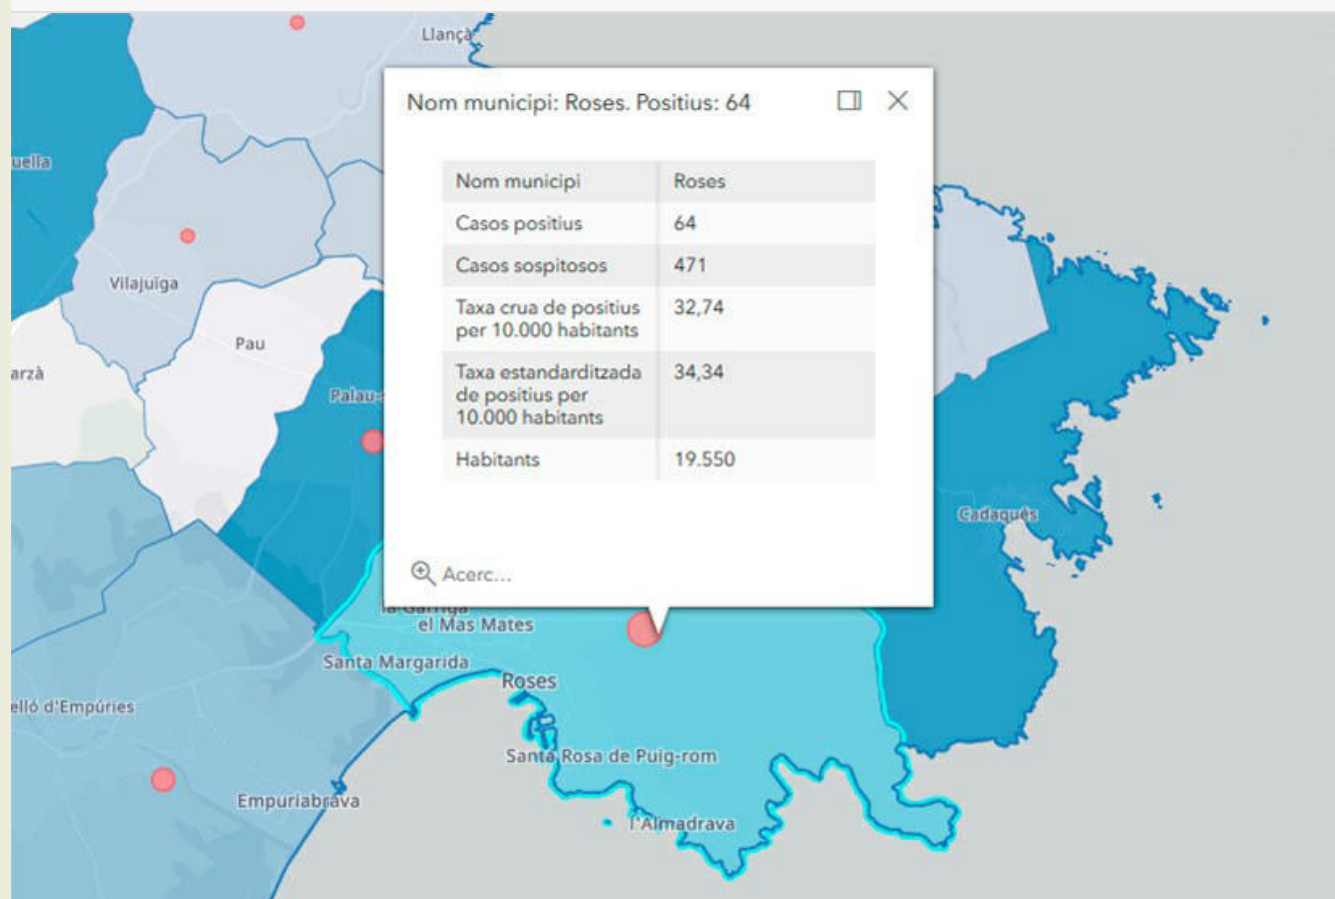 Llançà
Nom municipi: Roses. Positius: 64
uella
Nom municipi Roses
Casos positius 64
Casos sospitosos 471
Taxa crua de positius 32,74
per 10.000 habitants
Vilajuïga
Pau
arzà
Taxa estandarditzada 34,34
de positius per
10.000 habitants
Palau-s
Habitants 19.550
Cadaqués
Acerc...
la Garriga
el Mas Mates
Santa Margarida
Roses
elló d'Empúries
Santa Rosa de Puig-rom
Empuriabrava
l'Almadrava